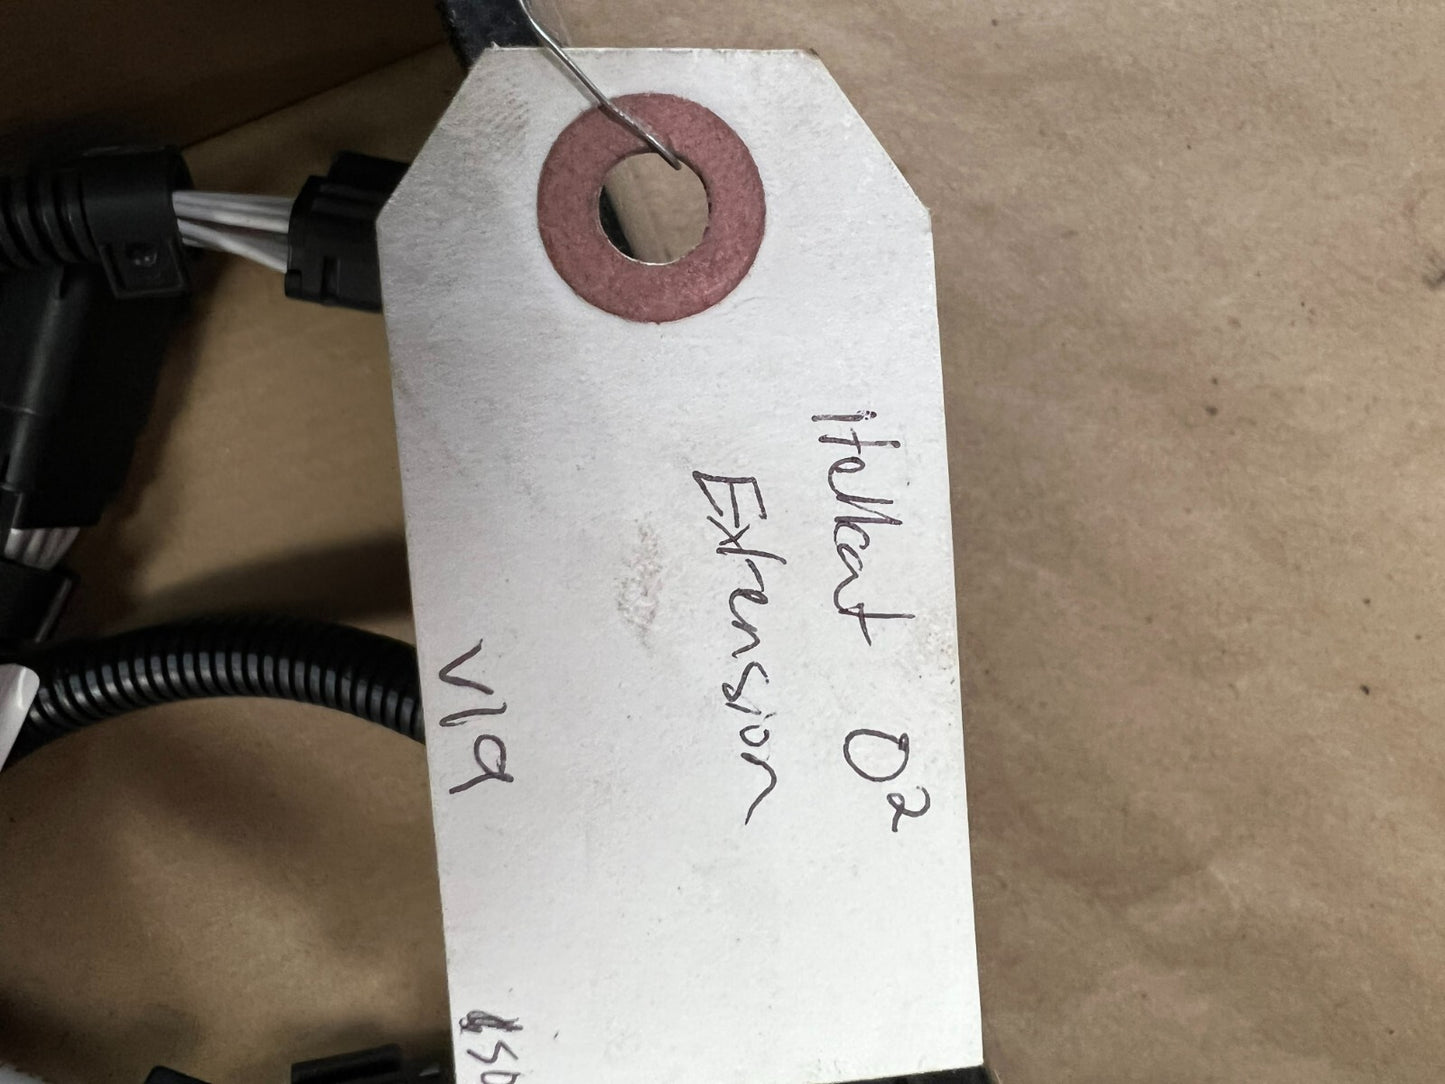 Hellcat O2
Extension
V19